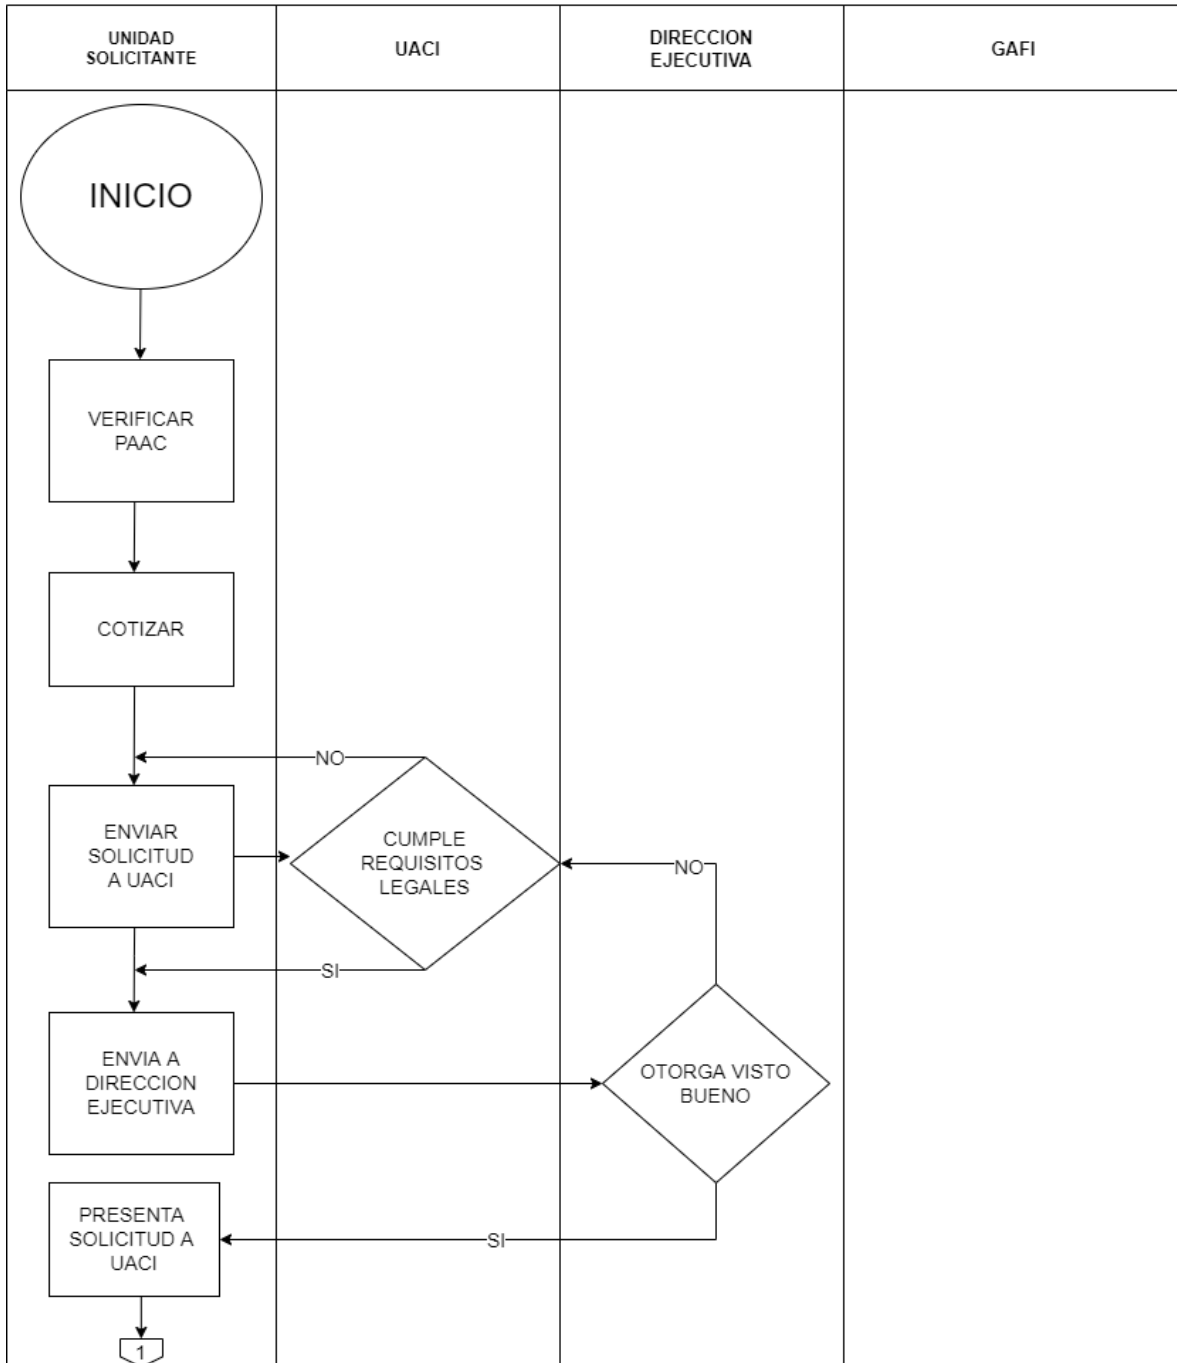 UNIDAD
SOLICITANTE
UACI
DIRECCION
EJECUTIVA
GAFI
INICIO
VERIFICAR
PAAC
COTIZAR
NO
ENVIAR
SOLICITUD
A UACI
CUMPLE
REQUISITOS
LEGALES
NO
SI
ENVIA A
DIRECCION
EJECUTIVA
OTORGA VISTO
BUENO
PRESENTA
SOLICITUD A
UACI
SI
1